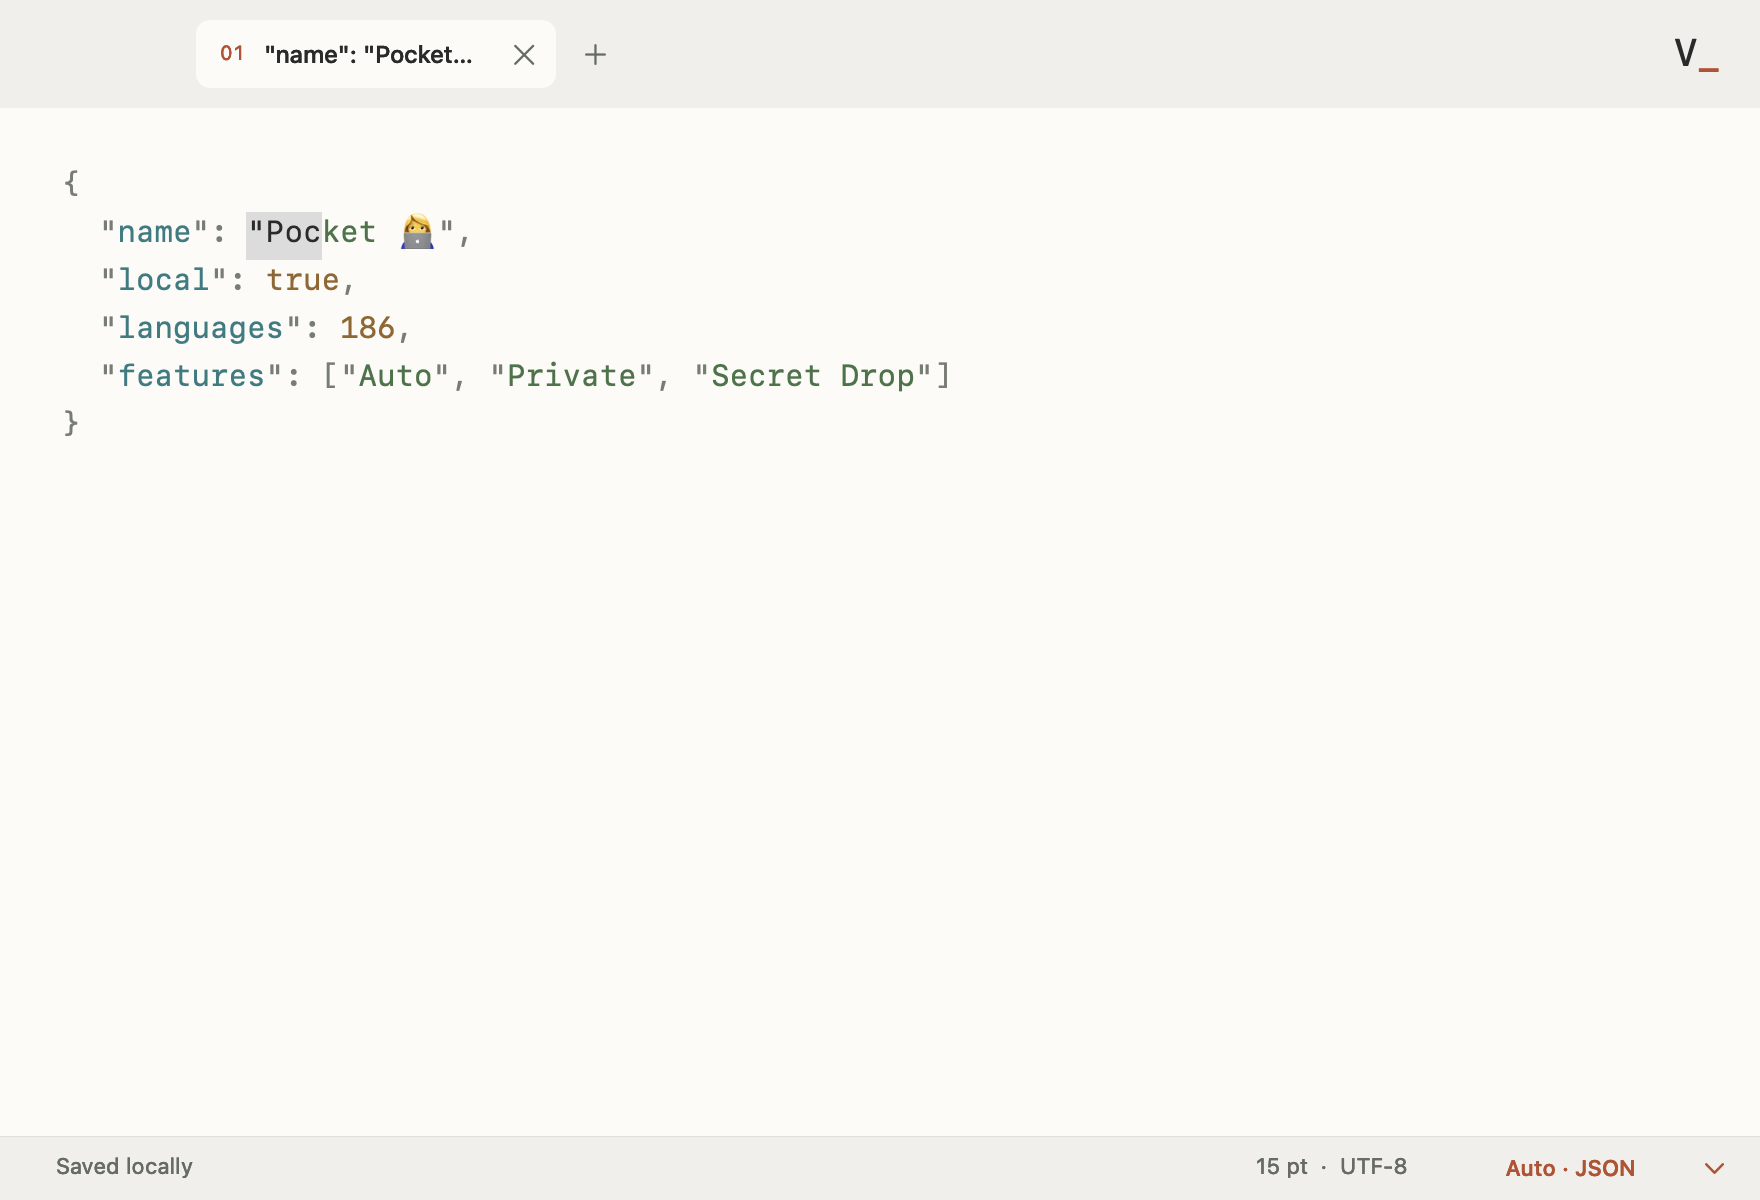 01 "name": "Pocket...
V_
{
  "name": "Pocket 👩‍💻",
  "local": true,
  "languages": 186,
  "features": ["Auto", "Private", "Secret Drop"]
}
Saved locally
15 pt · UTF-8
Auto · JSON